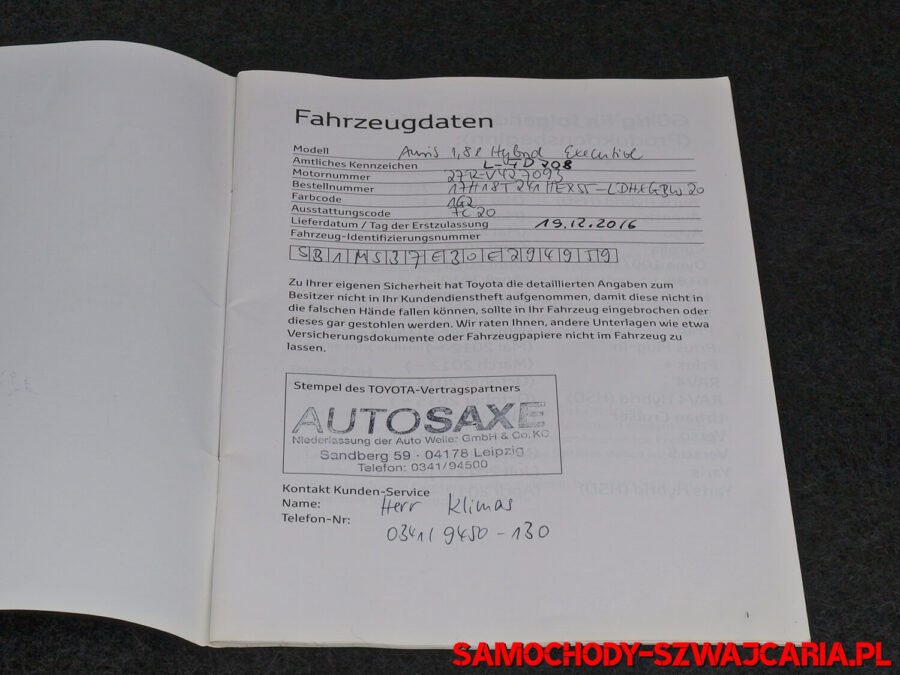 Fahrzeugdaten
Modell Auris 1,8l Hybrid Executive
Amtliches Kennzeichen L-TD 308
Motornummer 2ZR-V427093
Bestellnummer
Farbcode 1G2
Ausstattungscode FC20
Lieferdatum / Tag der Erstzulassung 19.12.2016
Fahrzeug-Identifizierungsnummer
SB1MS37E30E2949T9
Zu Ihrer eigenen Sicherheit hat Toyota die detaillierten Angaben zum
Besitzer nicht in Ihr Kundendienstheft aufgenommen, damit diese nicht in
die falschen Hände fallen können, sollte in Ihr Fahrzeug eingebrochen oder
dieses gar gestohlen werden. Wir raten Ihnen, andere Unterlagen wie etwa
Versicherungsdokumente oder Fahrzeugpapiere nicht im Fahrzeug zu
lassen.
Stempel des TOYOTA-Vertragspartners
AUTOSAXE
Niederlassung der Auto Weller GmbH & Co. KG
Sandberg 59 · 04178 Leipzig
Telefon: 0341/94500
Kontakt Kunden-Service
Name: Herr Klimas
Telefon-Nr: 0341/9450-130
1
SAMOCHODY-SZWAJCARIA.PL